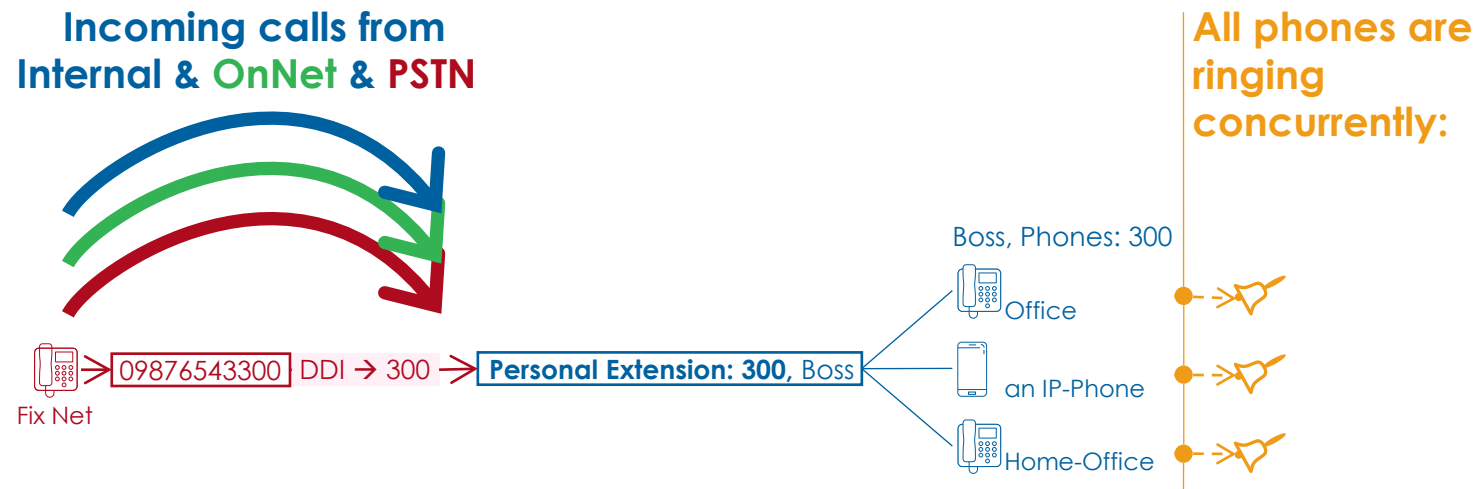 Incoming calls from
Internal & OnNet & PSTN
All phones are
ringing
concurrently:
Boss, Phones: 300
Office
09876543300 DDI → 300
Personal Extension: 300, Boss
an IP-Phone
Fix Net
Home-Office